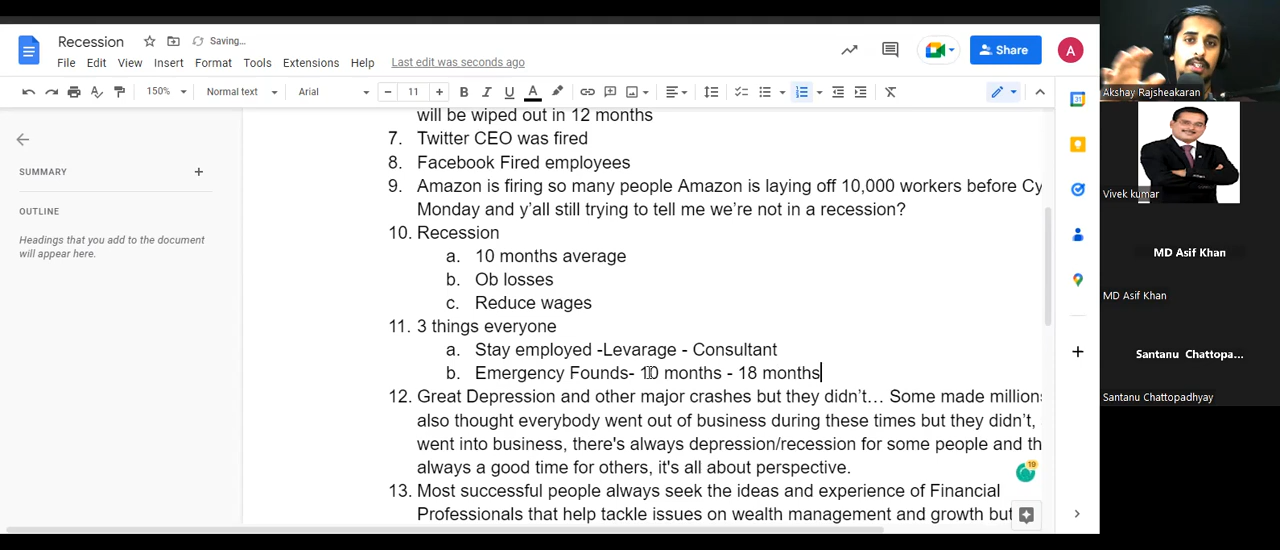 Recession
Saving...
File Edit View Insert Format Tools Extensions Help Last edit was seconds ago
Share
A
150% Normal text Arial 11
B I U A
SUMMARY
OUTLINE
Headings that you add to the document
will appear here.
will be wiped out in 12 months
7. Twitter CEO was fired
8. Facebook Fired employees
9. Amazon is firing so many people Amazon is laying off 10,000 workers before Cy
Monday and y'all still trying to tell me we're not in a recession?
10. Recession
a. 10 months average
b. Ob losses
c. Reduce wages
11. 3 things everyone
a. Stay employed -Levarage - Consultant
b. Emergency Founds- 10 months - 18 months
12. Great Depression and other major crashes but they didn't... Some made millions
also thought everybody went out of business during these times but they didn't,
went into business, there's always depression/recession for some people and th
always a good time for others, it's all about perspective.
13. Most successful people always seek the ideas and experience of Financial
Professionals that help tackle issues on wealth management and growth but
19
31
Akshay Rajsheakaran
Vivek kumar
MD Asif Khan
MD Asif Khan
Santanu Chattopa...
Santanu Chattopadhyay